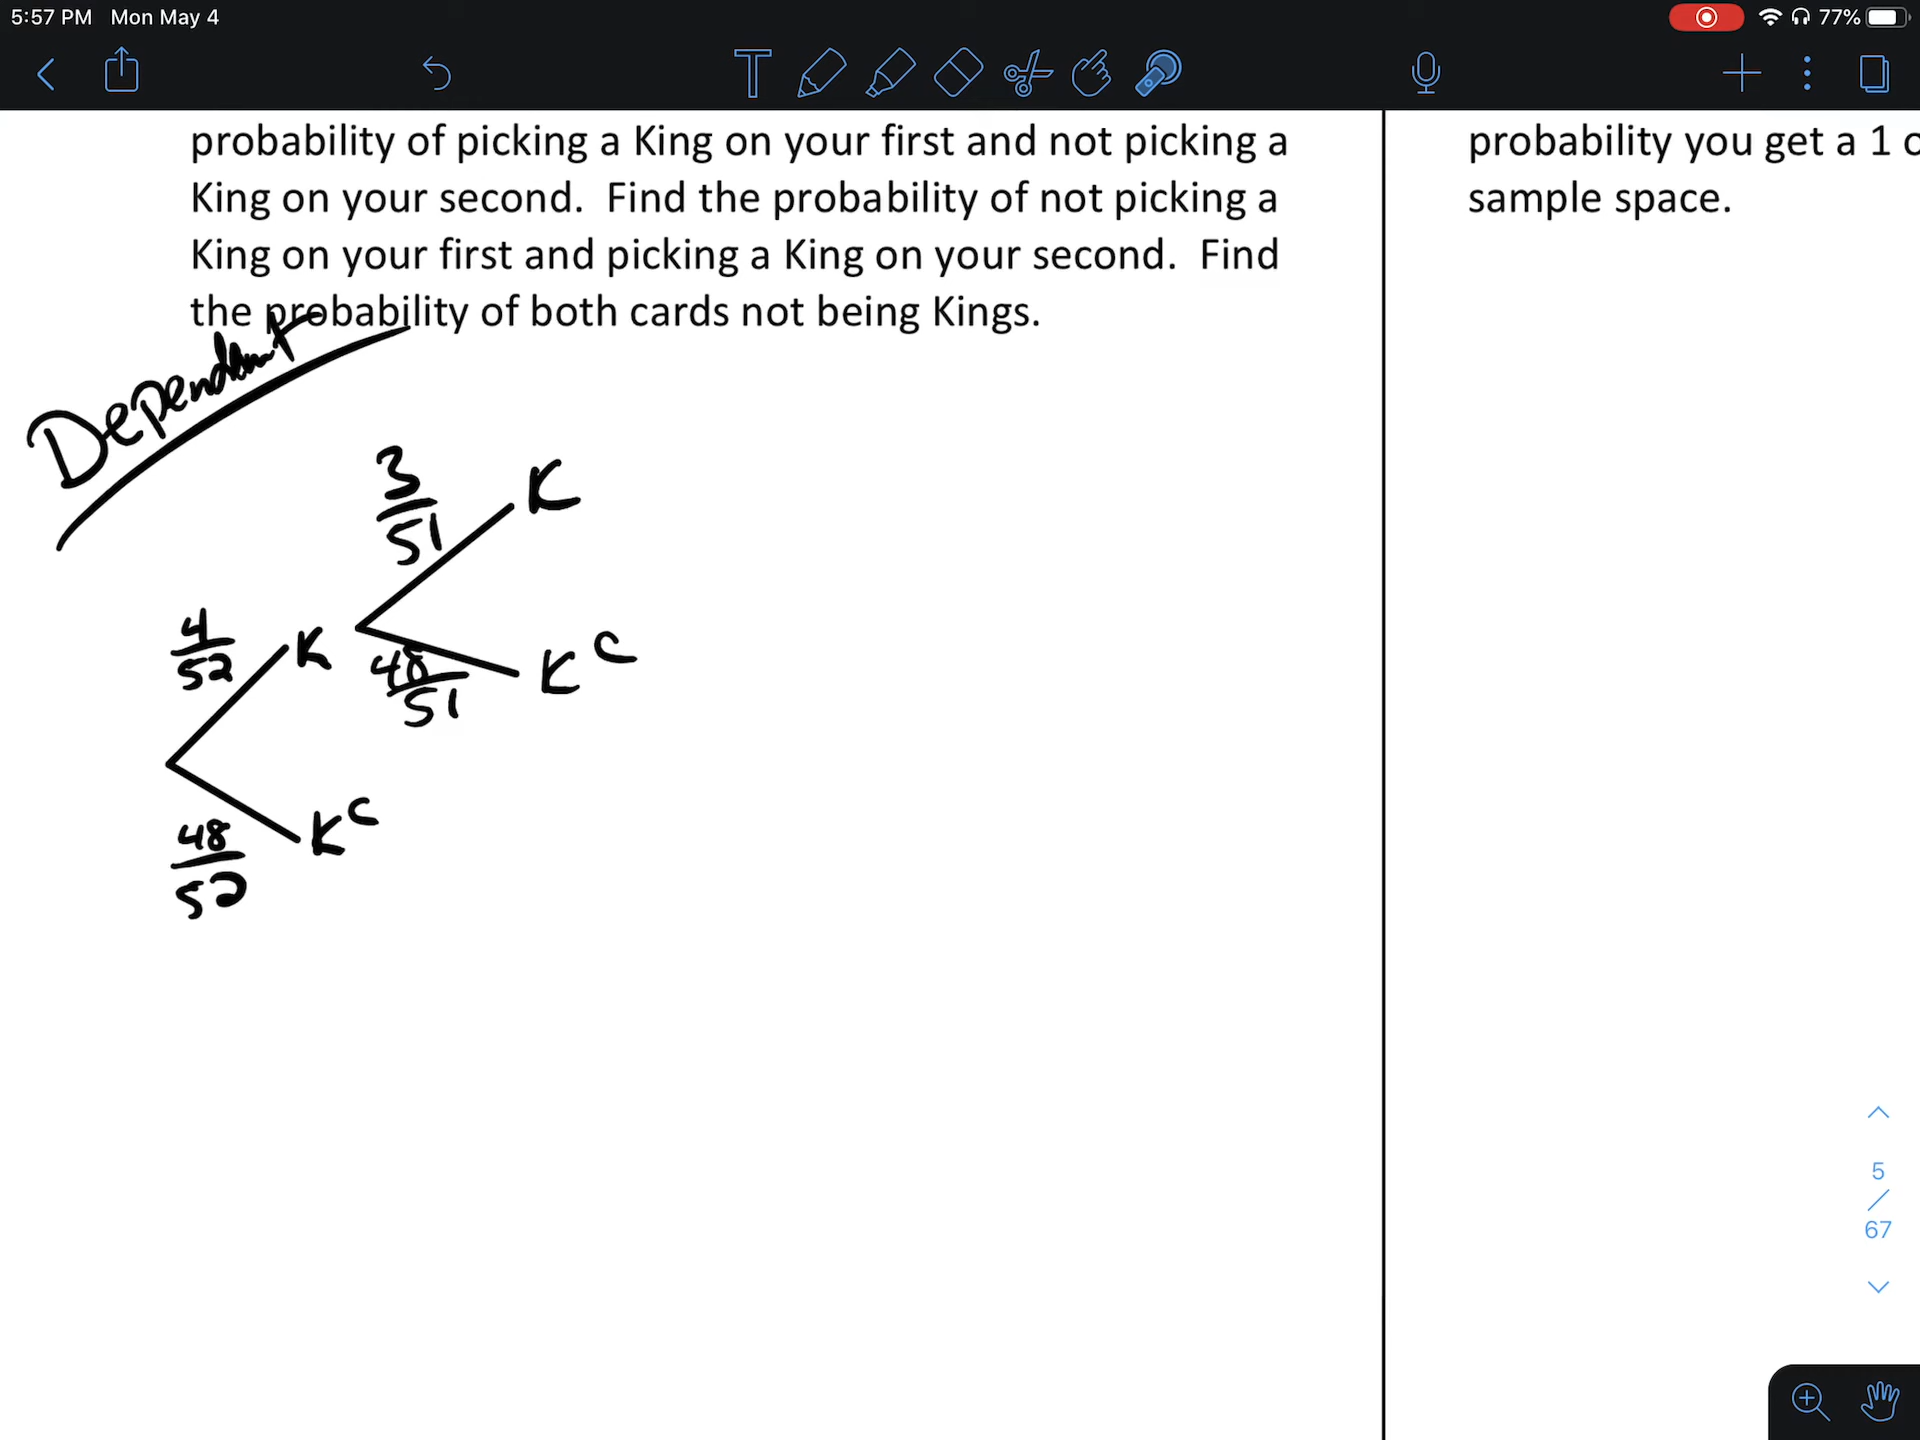 5:57 PM Mon May 4
77%
T
probability of picking a King on your first and not picking a
King on your second. Find the probability of not picking a
King on your first and picking a King on your second. Find
the probability of both cards not being Kings.
probability you get a 1 o
sample space.
Dependent
3
51
K
4
52
K
48
51
K^C
48
52
K^C
5
/
67